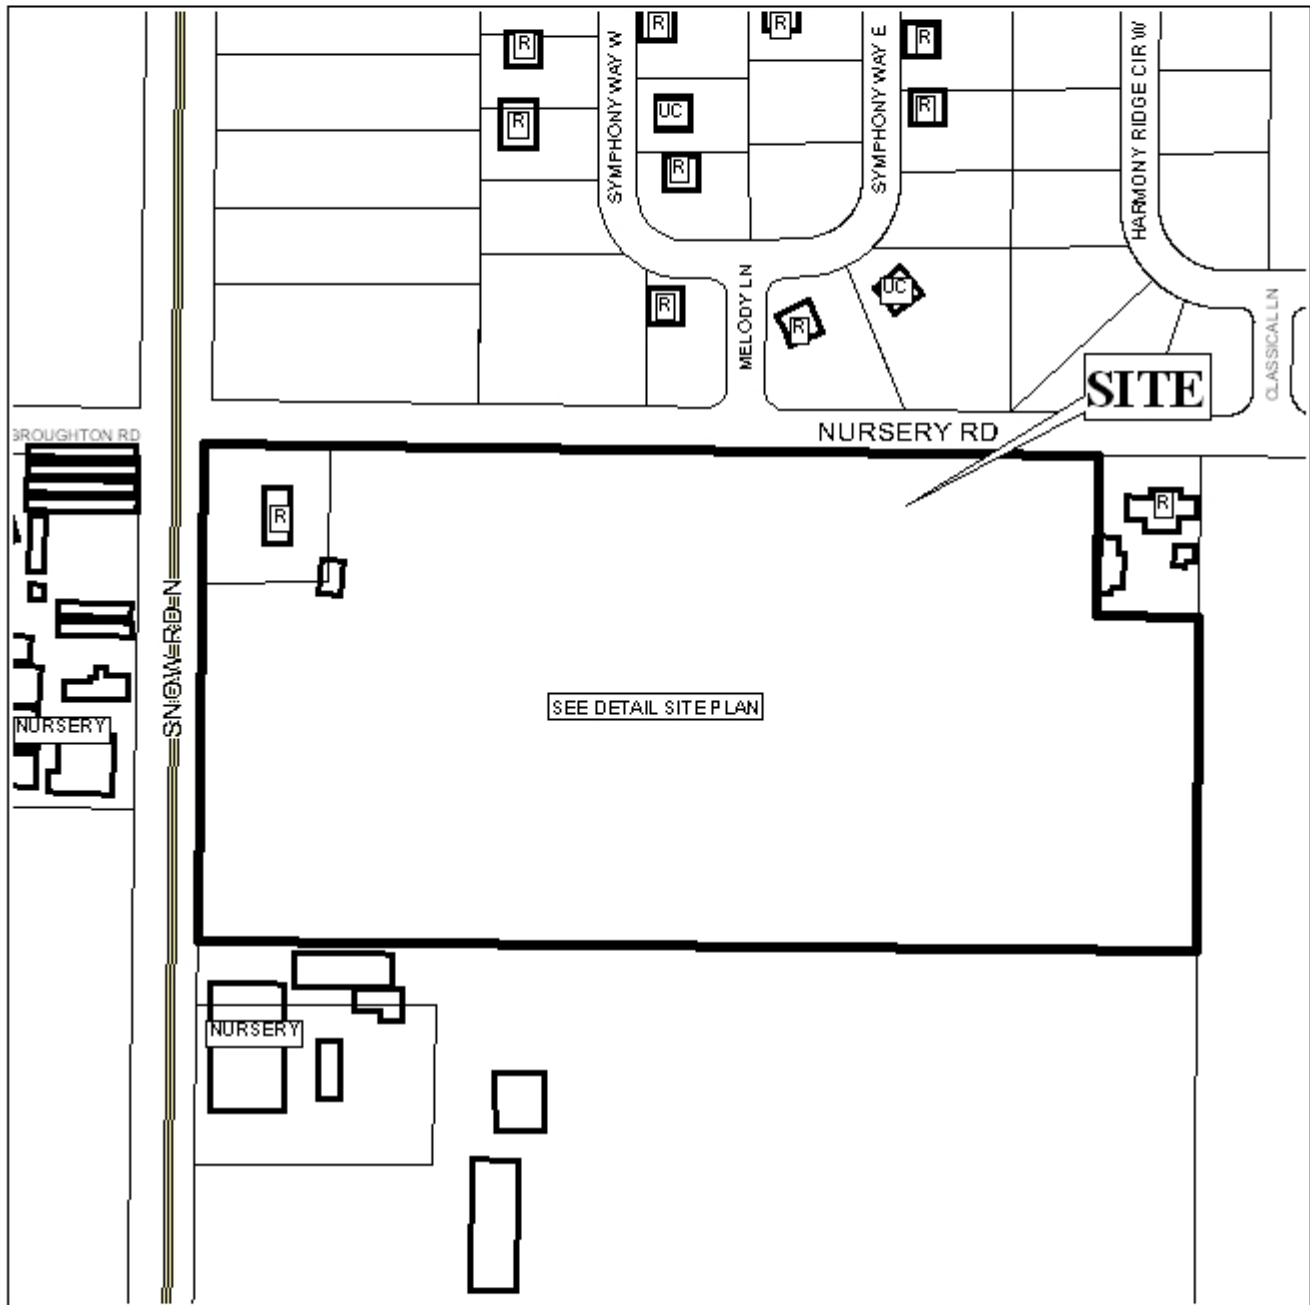 R
R
R
SYMPHONY WAY W
SYMPHONY WAY E
R
HARMONY RIDGE CIR W
R
UC
R
R
R
MELODY LN
R
UC
CLASSICAL LN
SITE
BROUGHTON RD
NURSERY RD
R
R
SNOW RD N
SEE DETAIL SITE PLAN
NURSERY
NURSERY